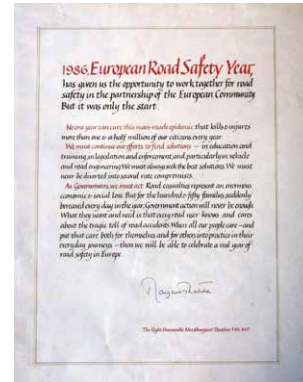 1986, European Road Safety Year,
has given us the opportunity to work together for road
safety in the partnership of the European Community
But it was only the start.
No one year can cure this man-made epidemic that kills & injures
more than one & a half million of our citizens every year.
We must continue our efforts to find solutions – in education and
training, in legislation and enforcement, and particularly in vehicle
and road engineering. We must always ask the best solutions. We must
never be diverted into second rate compromises.
As Governments, we must act. Road casualties represent an enormous
economic & social loss. But for the hundred & fifty families, suddenly
bereaved every day in the year, Government action will never be enough
What they want and need is that every road user knows and cares
about the tragic toll of road accidents. When all our people care – and
put that care both for themselves and for others into practice in their
everyday journeys – then we will be able to celebrate a real year of
road safety in Europe.
Margaret Thatcher
The Right Honourable Mrs Margaret Thatcher FRS MP